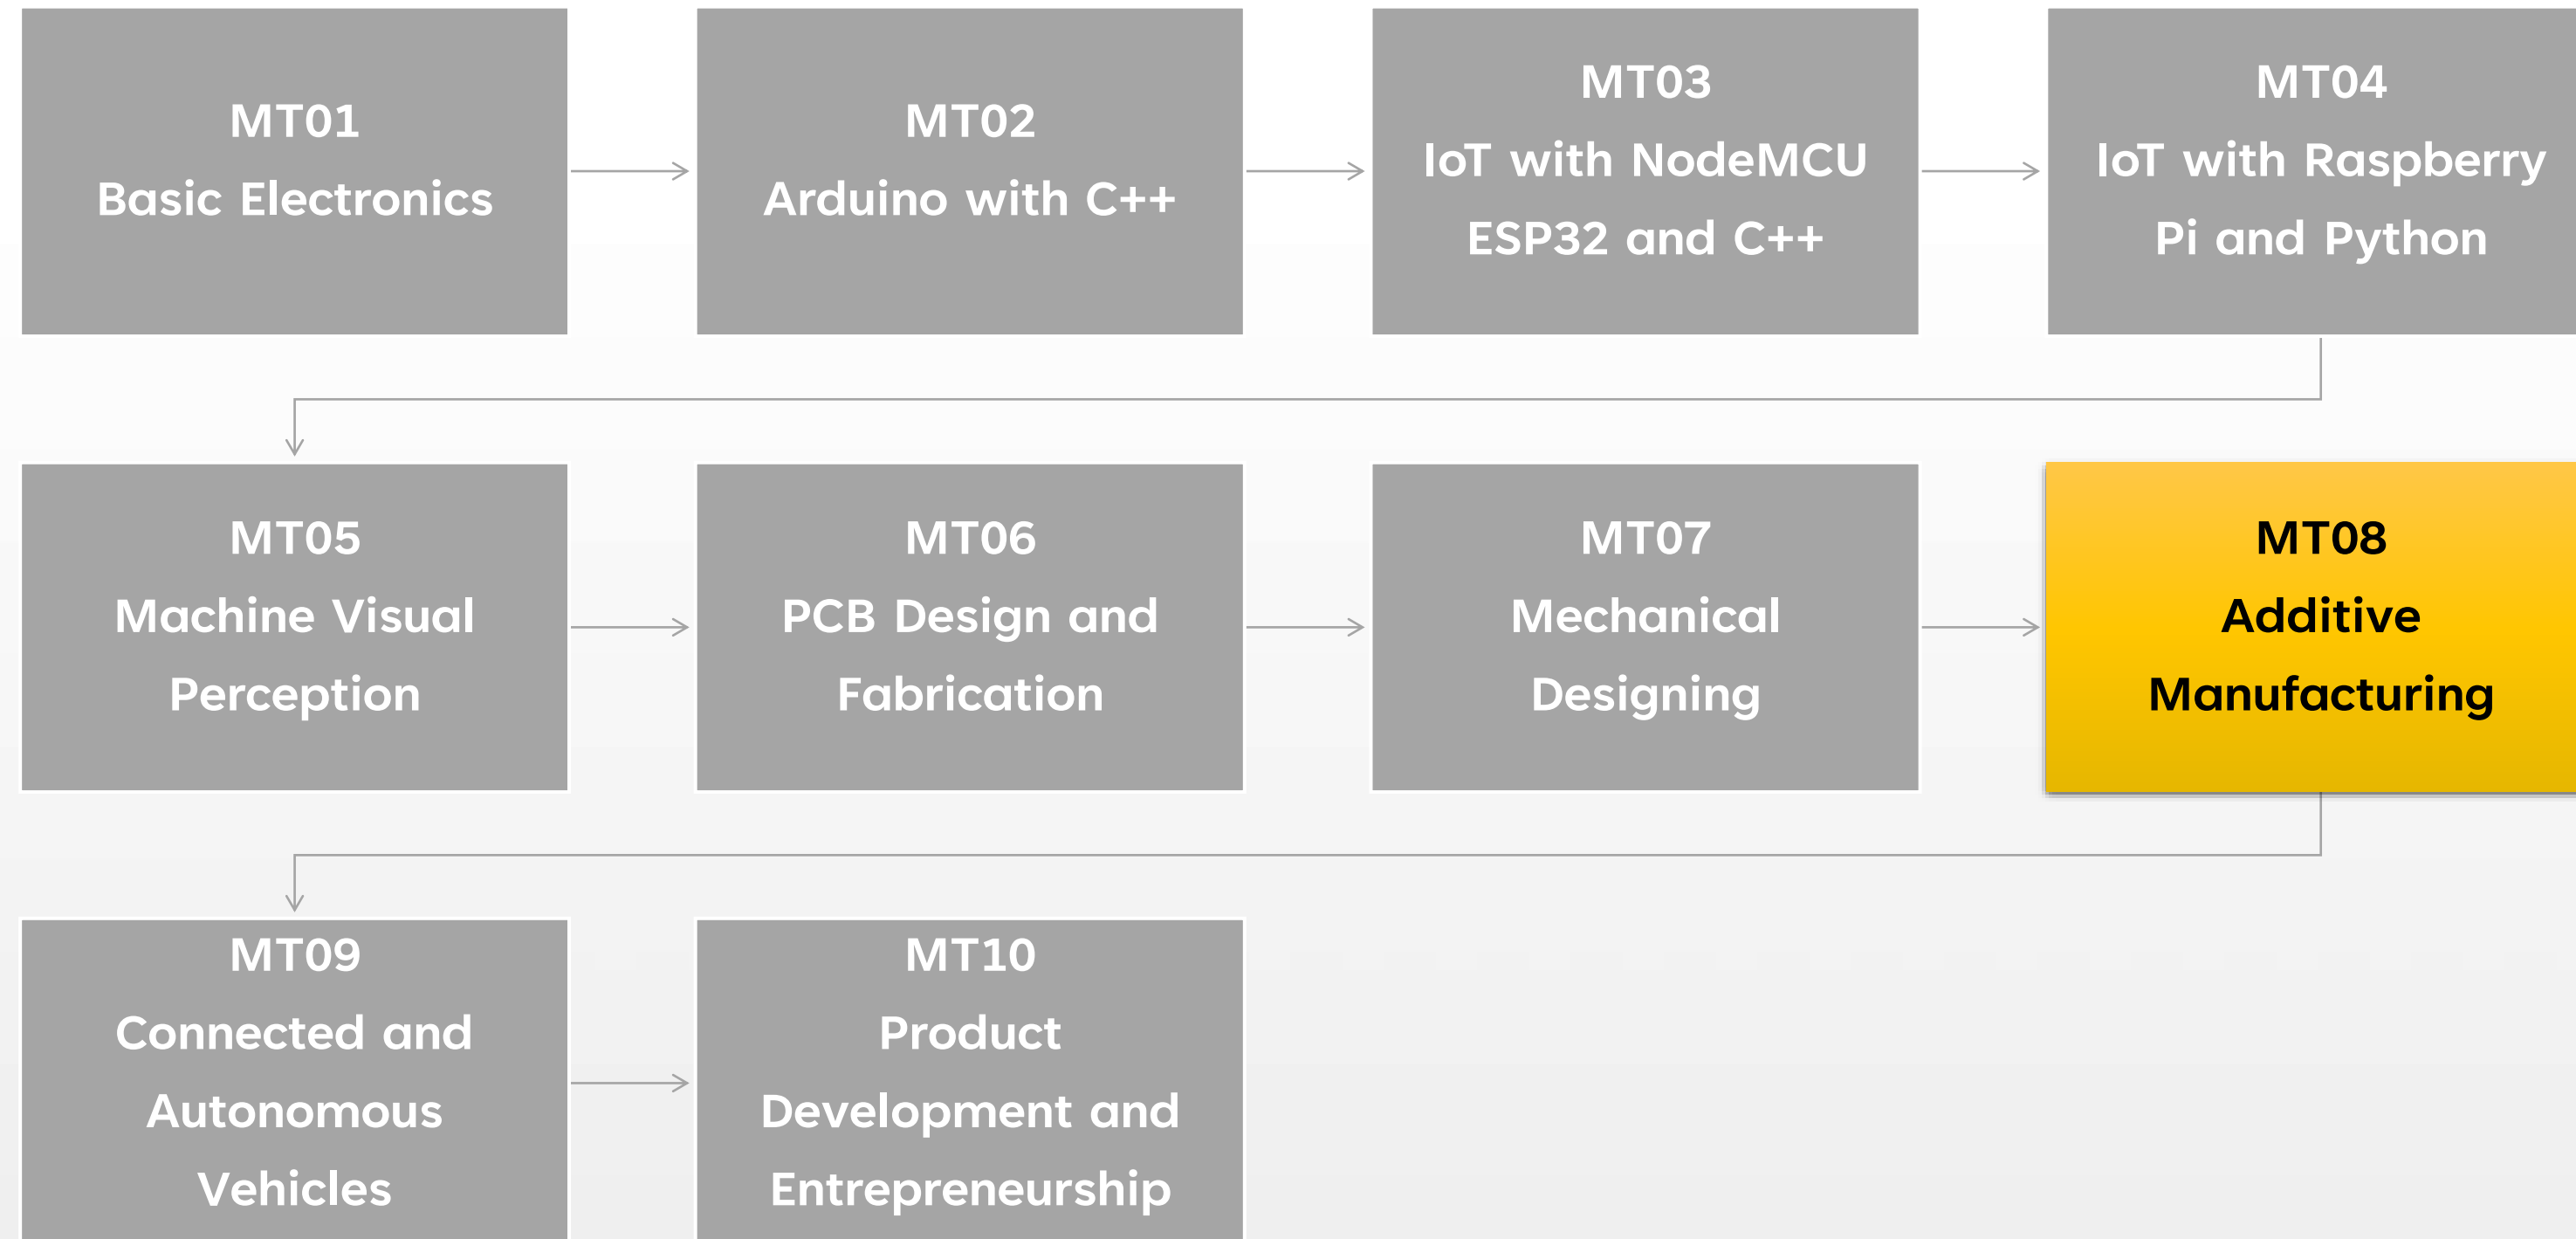 MT01
Basic Electronics
MT02
Arduino with C++
MT03
IoT with NodeMCU
ESP32 and C++
MT04
IoT with Raspberry
Pi and Python
MT05
Machine Visual
Perception
MT06
PCB Design and
Fabrication
MT07
Mechanical
Designing
MT08
Additive
Manufacturing
MT09
Connected and
Autonomous
Vehicles
MT10
Product
Development and
Entrepreneurship